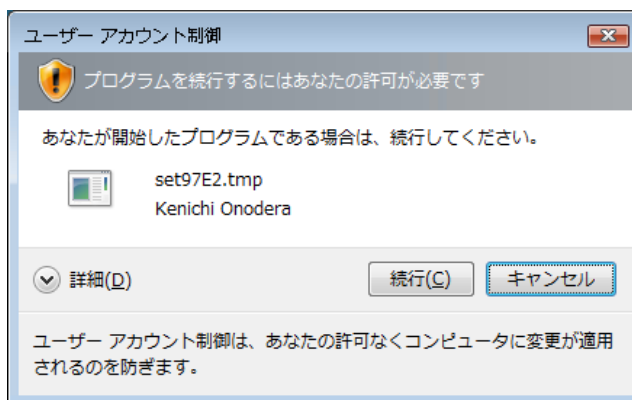 ユーザー アカウント制御
プログラムを続行するにはあなたの許可が必要です
あなたが開始したプログラムである場合は、続行してください。
set97E2.tmp
Kenichi Onodera
詳細(D)
続行(C)
キャンセル
ユーザー アカウント制御は、あなたの許可なくコンピュータに変更が適用
されるのを防ぎます。